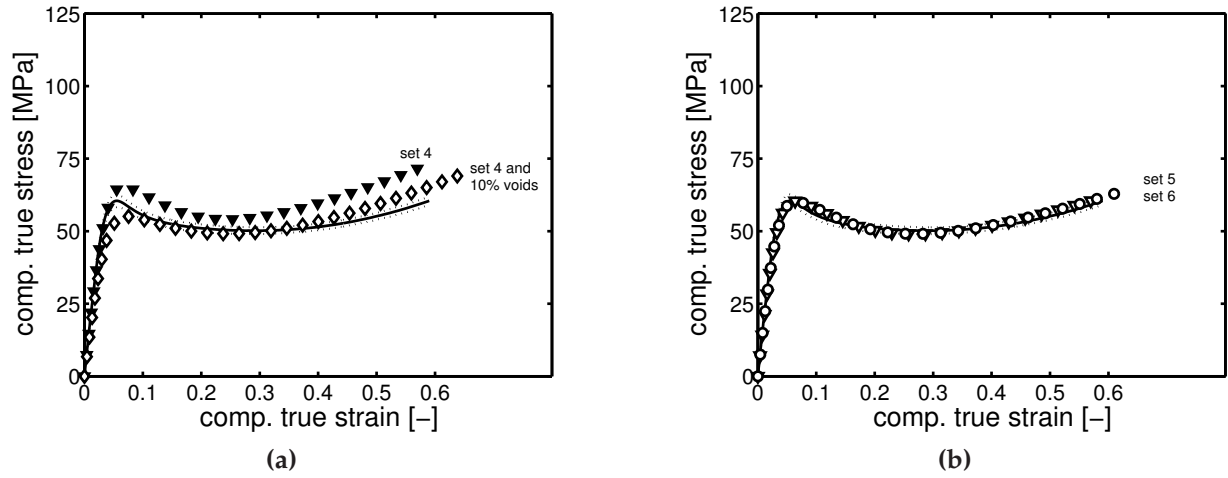 125
100
75
50
25
0
comp. true stress [MPa]
set 4
set 4 and
10% voids
0
0.1
0.2
0.3
0.4
0.5
0.6
comp. true strain [−]
(a)
125
100
75
50
25
0
comp. true stress [MPa]
set 5
set 6
0
0.1
0.2
0.3
0.4
0.5
0.6
comp. true strain [−]
(b)